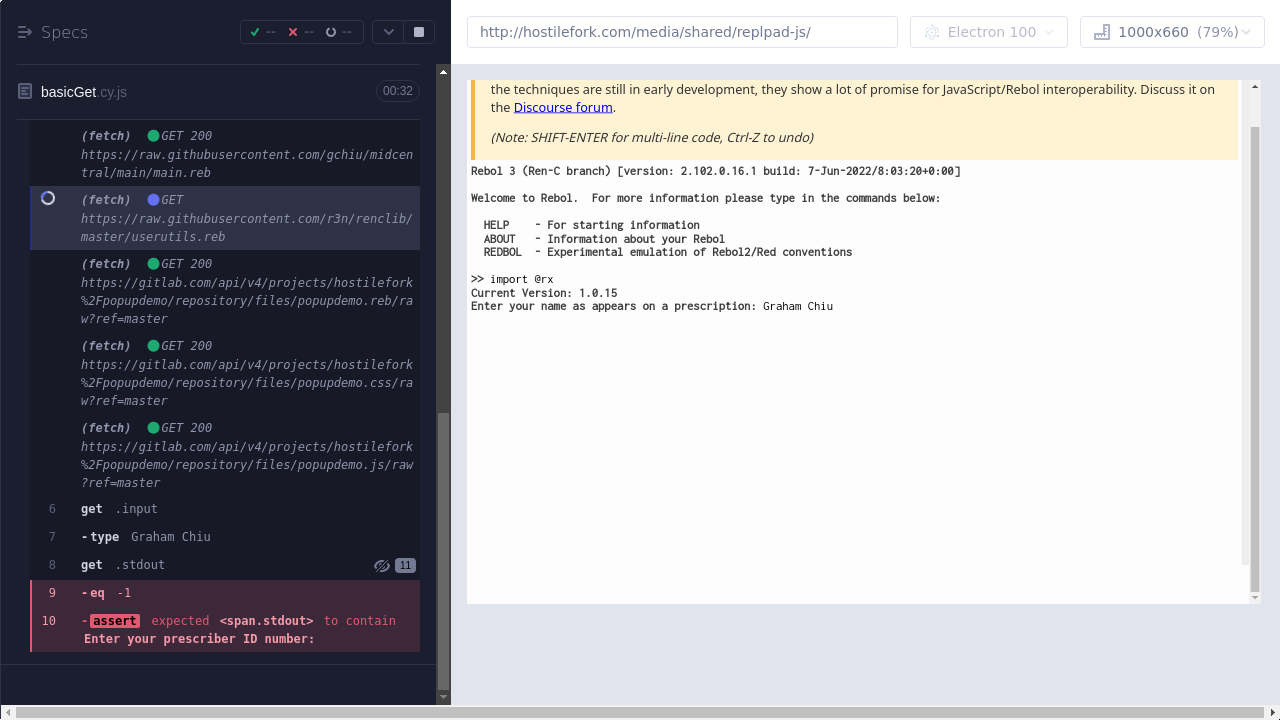 Specs
--
--
--
http://hostilefork.com/media/shared/replpad-js/
Electron 100
1000x660 (79%)
basicGet.cy.js
00:32
(fetch) GET 200
https://raw.githubusercontent.com/gchiu/midcen
tral/main/main.reb
(fetch) GET
https://raw.githubusercontent.com/r3n/renclib/
master/userutils.reb
(fetch) GET 200
https://gitlab.com/api/v4/projects/hostilefork
%2Fpopupdemo/repository/files/popupdemo.reb/ra
w?ref=master
(fetch) GET 200
https://gitlab.com/api/v4/projects/hostilefork
%2Fpopupdemo/repository/files/popupdemo.css/ra
w?ref=master
(fetch) GET 200
https://gitlab.com/api/v4/projects/hostilefork
%2Fpopupdemo/repository/files/popupdemo.js/raw
?ref=master
6 get .input
7 -type Graham Chiu
8 get .stdout 11
9 -eq -1
10 -assert expected <span.stdout> to contain
Enter your prescriber ID number:
the techniques are still in early development, they show a lot of promise for JavaScript/Rebol interoperability. Discuss it on
the Discourse forum.
(Note: SHIFT-ENTER for multi-line code, Ctrl-Z to undo)
Rebol 3 (Ren-C branch) [version: 2.102.0.16.1 build: 7-Jun-2022/8:03:20+0:00]
Welcome to Rebol. For more information please type in the commands below:
HELP - For starting information
ABOUT - Information about your Rebol
REDBOL - Experimental emulation of Rebol2/Red conventions
>> import @rx
Current Version: 1.0.15
Enter your name as appears on a prescription: Graham Chiu